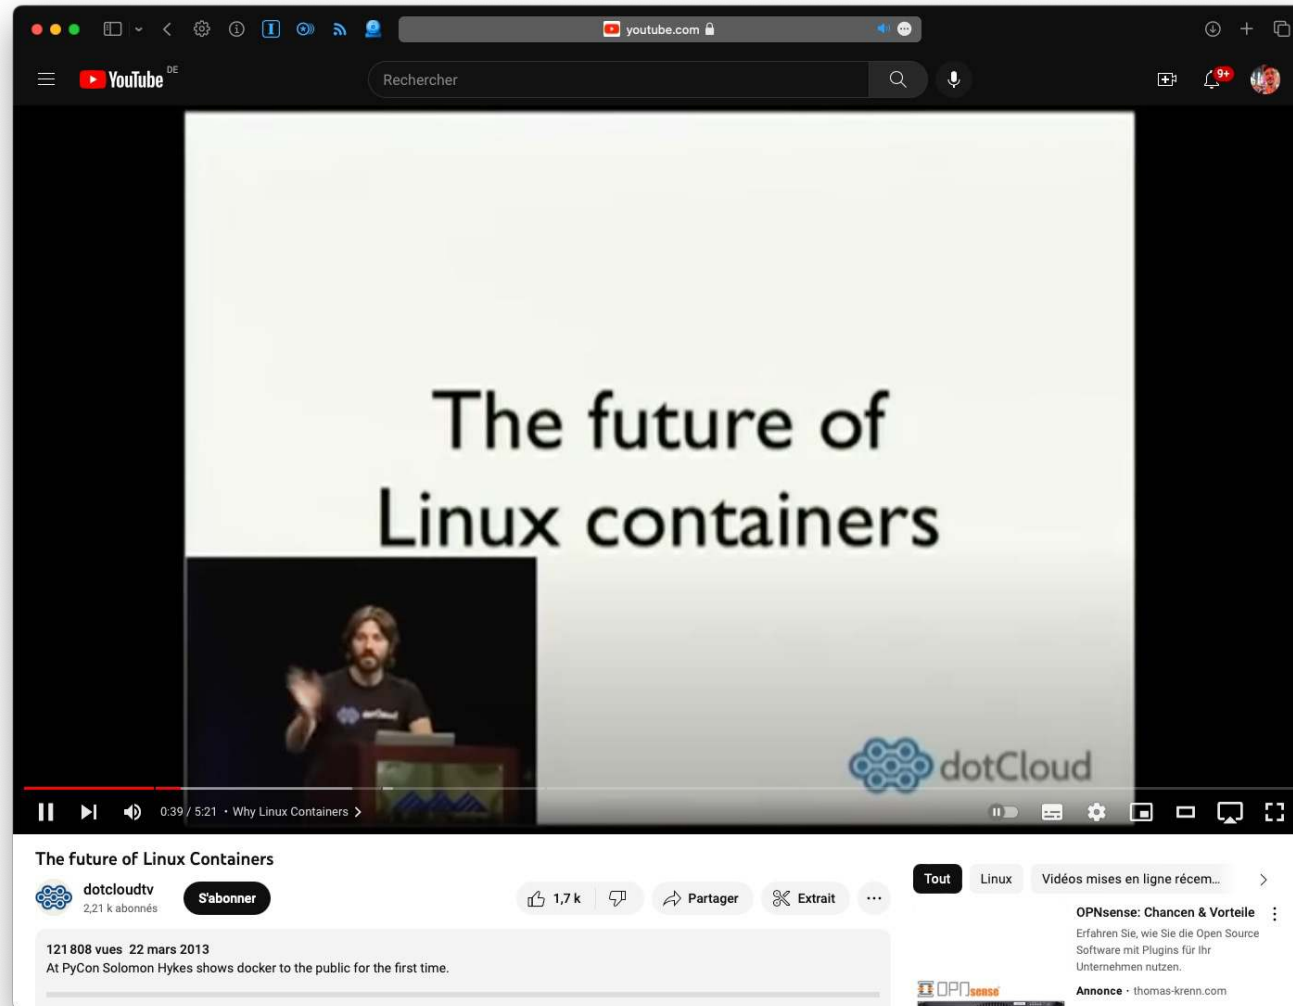 youtube.com
YouTube DE
Rechercher
9+
The future of
Linux containers
dotCloud
dotCloud
0:39 / 5:21 • Why Linux Containers
The future of Linux Containers
dotcloudtv
2,21 k abonnés
S'abonner
1,7 k
Partager
Extrait
121 808 vues 22 mars 2013
At PyCon Solomon Hykes shows docker to the public for the first time.
Tout
Linux
Vidéos mises en ligne récem...
OPNsense: Chancen & Vorteile
Erfahren Sie, wie Sie die Open Source
Software mit Plugins für Ihr
Unternehmen nutzen.
Annonce · thomas-krenn.com
OPNsense